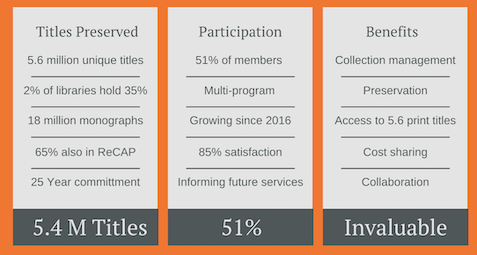 Titles Preserved
5.6 million unique titles
2% of libraries hold 35%
18 million monographs
65% also in ReCAP
25 Year committment
5.4 M Titles
Participation
51% of members
Multi-program
Growing since 2016
85% satisfaction
Informing future services
51%
Benefits
Collection management
Preservation
Access to 5.6 print titles
Cost sharing
Collaboration
Invaluable